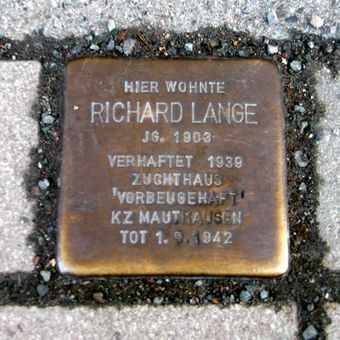 HIER WOHNTE
RICHARD LANGE
JG. 1903
VERHAFTET 1939
ZUCHTHAUS
'VORBEUGEHAFT'
KZ MAUTHAUSEN
TOT 1.9.1942